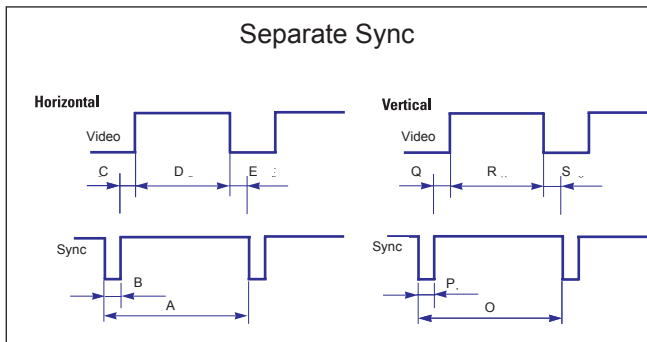 Separate Sync
Horizontal
Video
C D E
Sync
B
A
Vertical
Video
Q R S
Sync
P
O